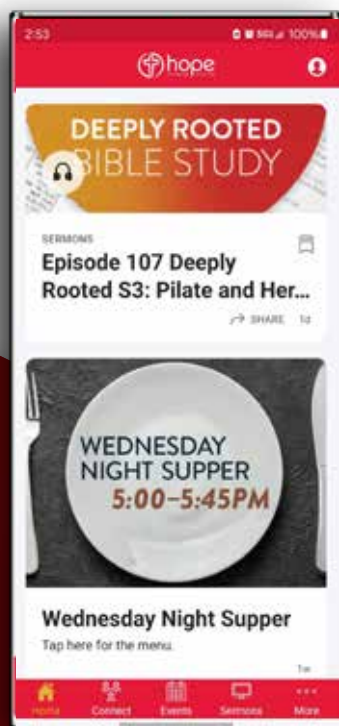 2:53
100%
hope
DEEPLY ROOTED
BIBLE STUDY
SERMONS
Episode 107 Deeply
Rooted S3: Pilate and Her...
SHARE 1d
WEDNESDAY
NIGHT SUPPER
5:00–5:45PM
Wednesday Night Supper
Tap here for the menu.
1w
Home Connect Events Sermons More